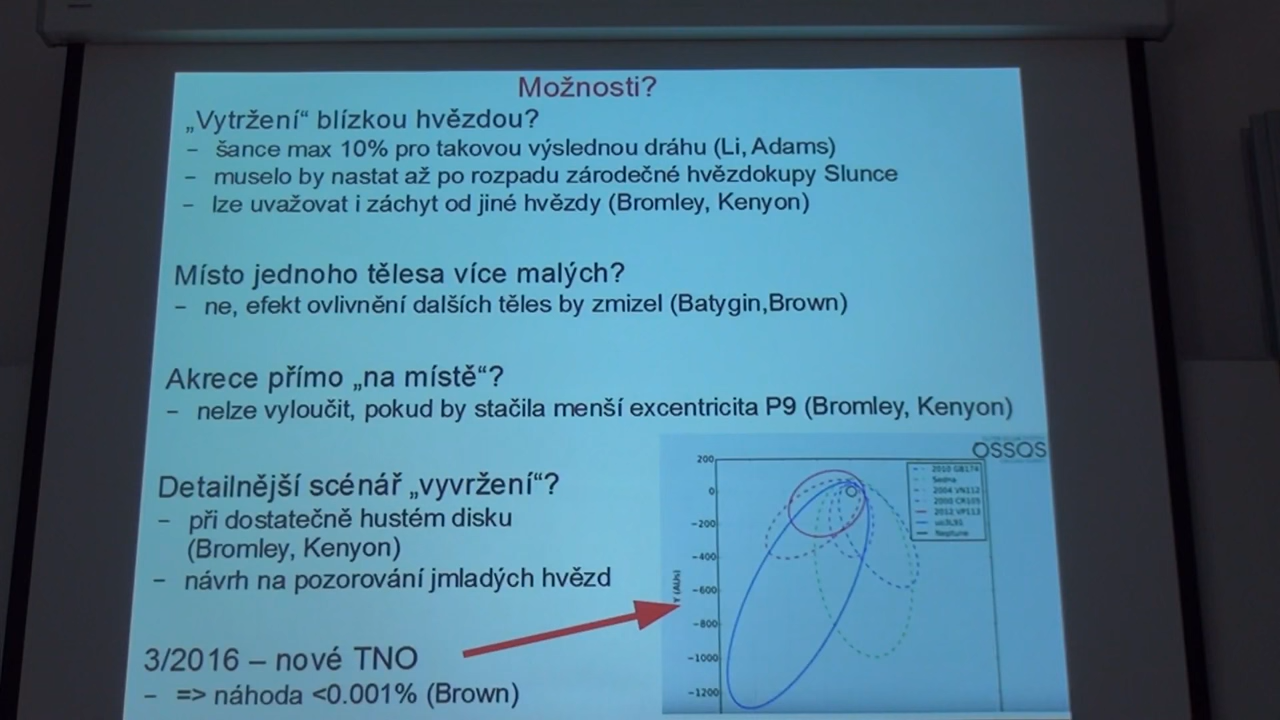 Možnosti?
„Vytržení“ blízkou hvězdou?
– šance max 10% pro takovou výslednou dráhu (Li, Adams)
– muselo by nastat až po rozpadu zárodečné hvězdokupy Slunce
– lze uvažovat i záchyt od jiné hvězdy (Bromley, Kenyon)
Místo jednoho tělesa více malých?
– ne, efekt ovlivnění dalších těles by zmizel (Batygin,Brown)
Akrece přímo „na místě“?
– nelze vyloučit, pokud by stačila menší excentricita P9 (Bromley, Kenyon)
Detailnější scénář „vyvržení“?
– při dostatečně hustém disku
(Bromley, Kenyon)
– návrh na pozorování jmladých hvězd
3/2016 – nové TNO
– => náhoda <0.001% (Brown)
OSSOS
200
0
−200
−400
−600
−800
−1000
−1200
Y (AUs)
2010 GB174
Sedna
2004 VN112
2000 CR105
2012 VP113
uo3L91
Neptune